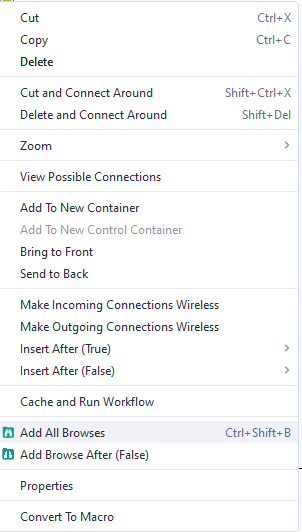 Cut Ctrl+X
Copy Ctrl+C
Delete
Cut and Connect Around Shift+Ctrl+X
Delete and Connect Around Shift+Del
Zoom
View Possible Connections
Add To New Container
Add To New Control Container
Bring to Front
Send to Back
Make Incoming Connections Wireless
Make Outgoing Connections Wireless
Insert After (True)
Insert After (False)
Cache and Run Workflow
Add All Browses Ctrl+Shift+B
Add Browse After (False)
Properties
Convert To Macro